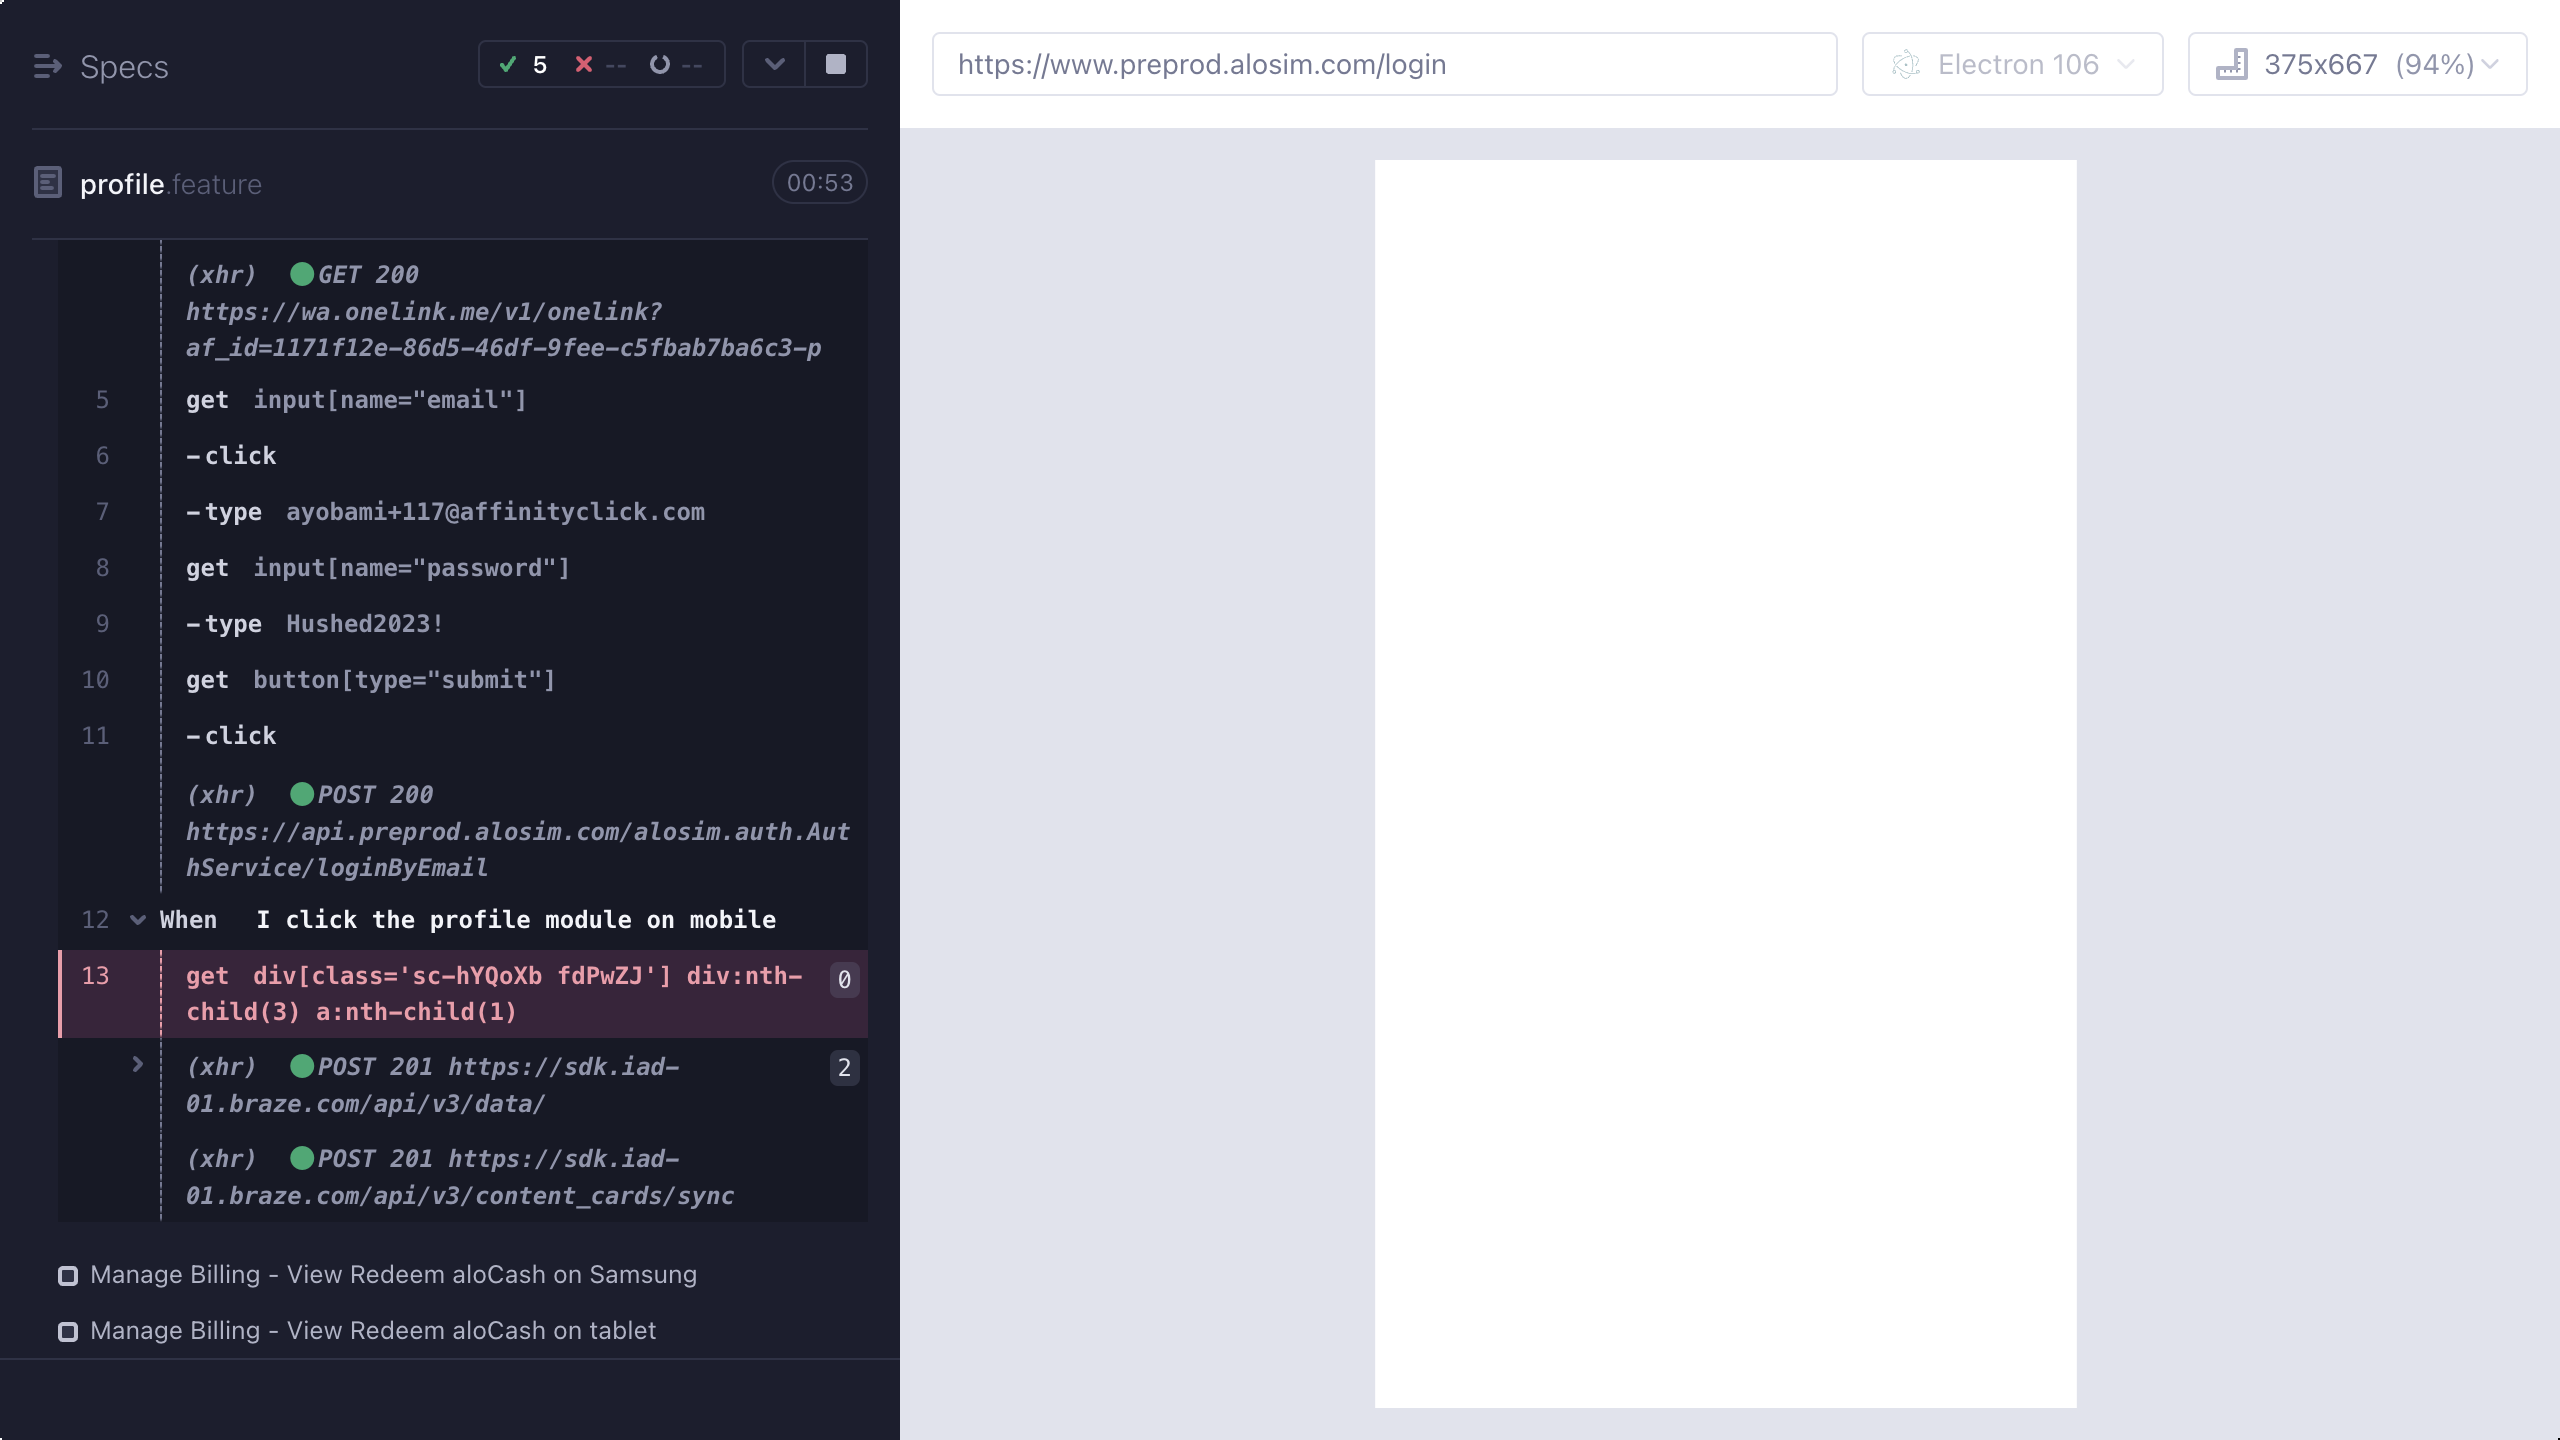 Specs
5
--
--
https://www.preprod.alosim.com/login
Electron 106
375x667 (94%)
profile.feature
00:53
(xhr) GET 200
https://wa.onelink.me/v1/onelink?
af_id=1171f12e-86d5-46df-9fee-c5fbab7ba6c3-p
5 get input[name="email"]
6 -click
7 -type ayobami+117@affinityclick.com
8 get input[name="password"]
9 -type Hushed2023!
10 get button[type="submit"]
11 -click
(xhr) POST 200
https://api.preprod.alosim.com/alosim.auth.Aut
hService/loginByEmail
12 When I click the profile module on mobile
13 get div[class='sc-hYQoXb fdPwZJ'] div:nth- 0
child(3) a:nth-child(1)
(xhr) POST 201 https://sdk.iad- 2
01.braze.com/api/v3/data/
(xhr) POST 201 https://sdk.iad-
01.braze.com/api/v3/content_cards/sync
Manage Billing - View Redeem aloCash on Samsung
Manage Billing - View Redeem aloCash on tablet